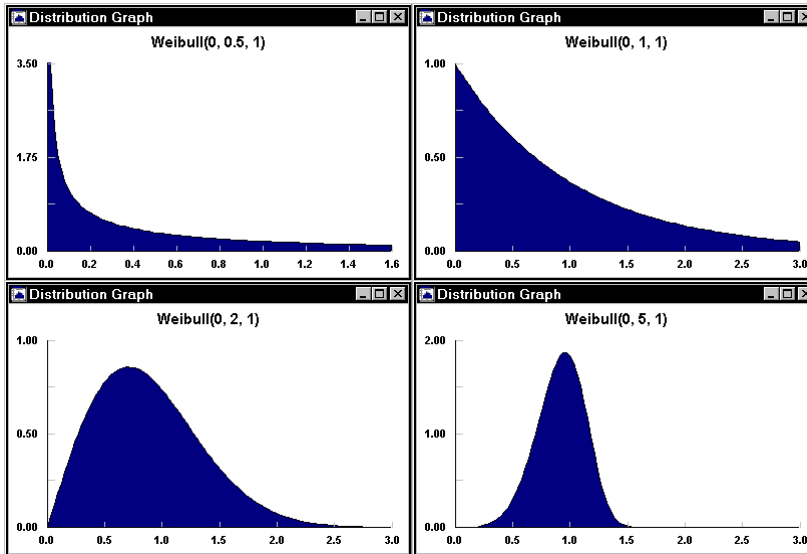 Distribution Graph
Weibull(0, 0.5, 1)
3.50
1.75
0.00
0.0 0.2 0.4 0.6 0.8 1.0 1.2 1.4 1.6
Distribution Graph
Weibull(0, 1, 1)
1.00
0.50
0.00
0.0 0.5 1.0 1.5 2.0 2.5 3.0
Distribution Graph
Weibull(0, 2, 1)
1.00
0.50
0.00
0.0 0.5 1.0 1.5 2.0 2.5 3.0
Distribution Graph
Weibull(0, 5, 1)
2.00
1.00
0.00
0.0 0.5 1.0 1.5 2.0 2.5 3.0